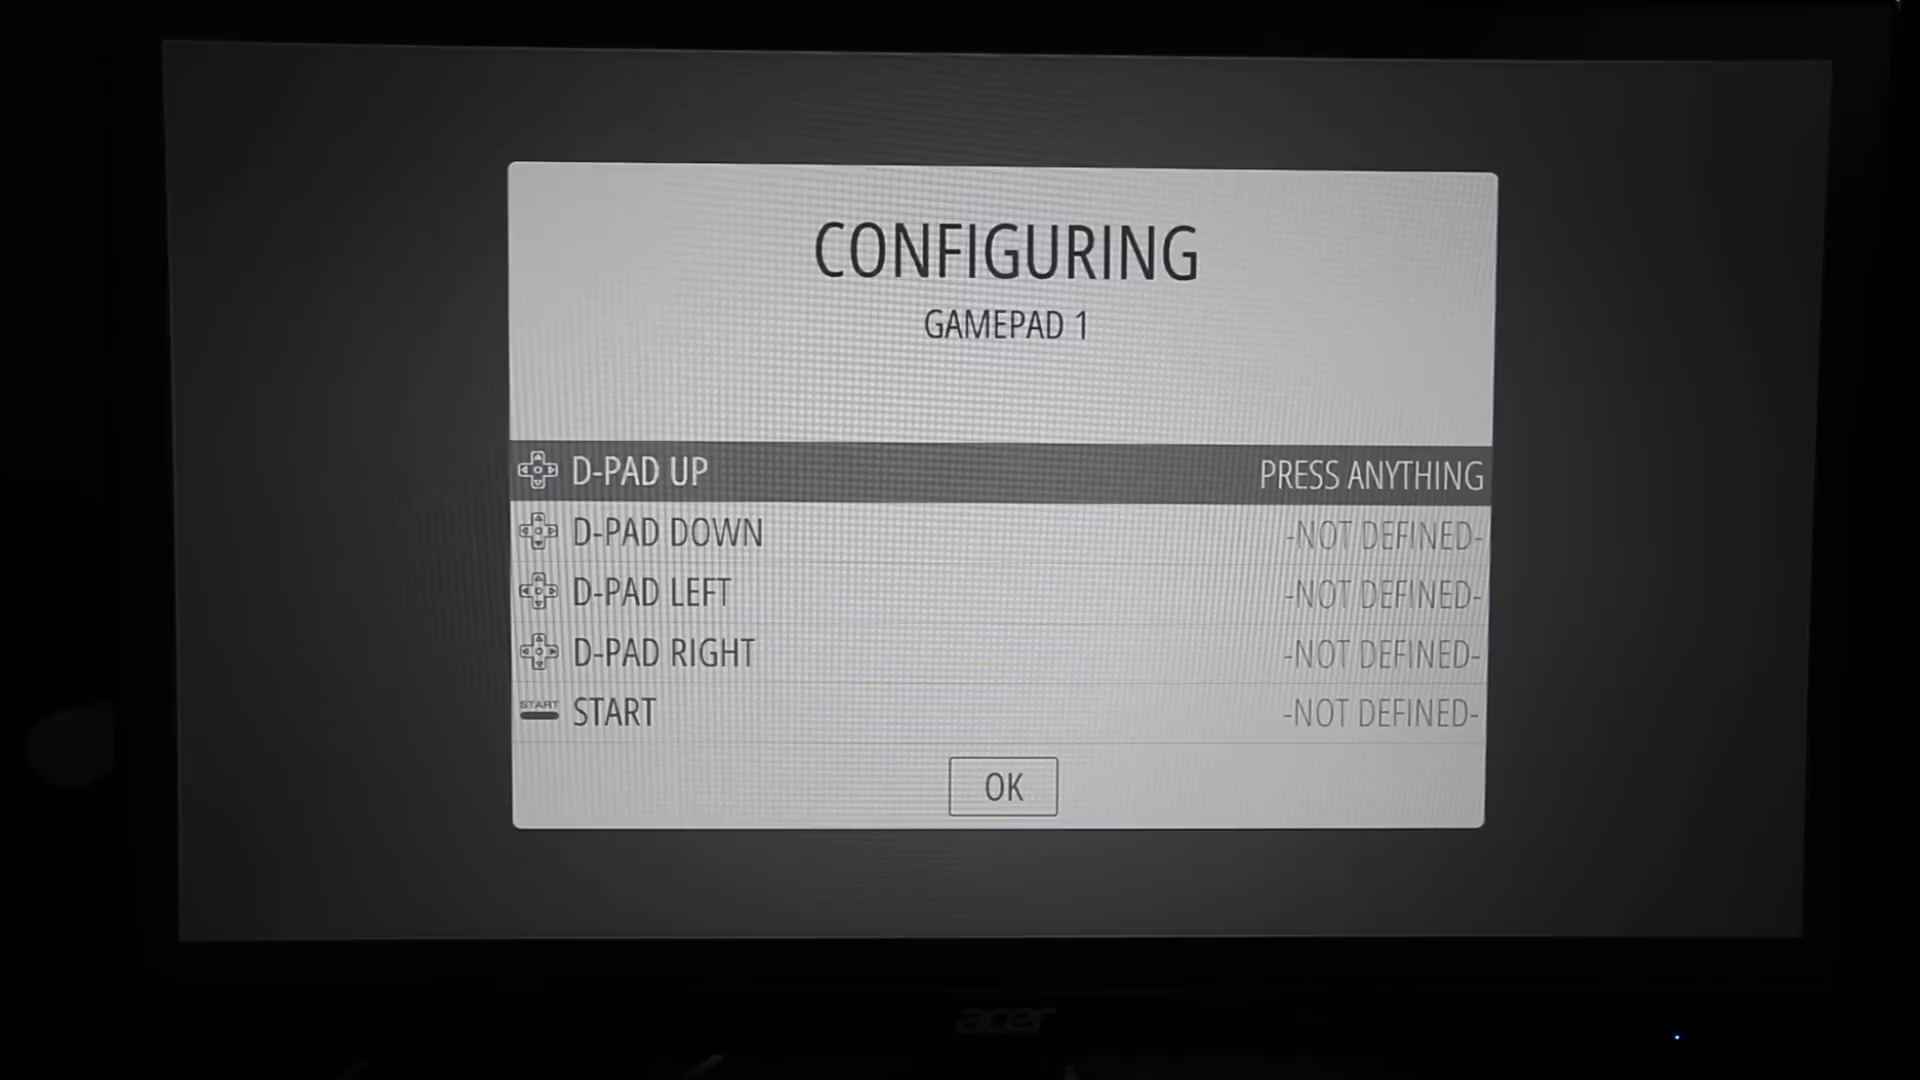 CONFIGURING
GAMEPAD 1
D-PAD UP PRESS ANYTHING
D-PAD DOWN -NOT DEFINED-
D-PAD LEFT -NOT DEFINED-
D-PAD RIGHT -NOT DEFINED-
START START -NOT DEFINED-
OK
acer